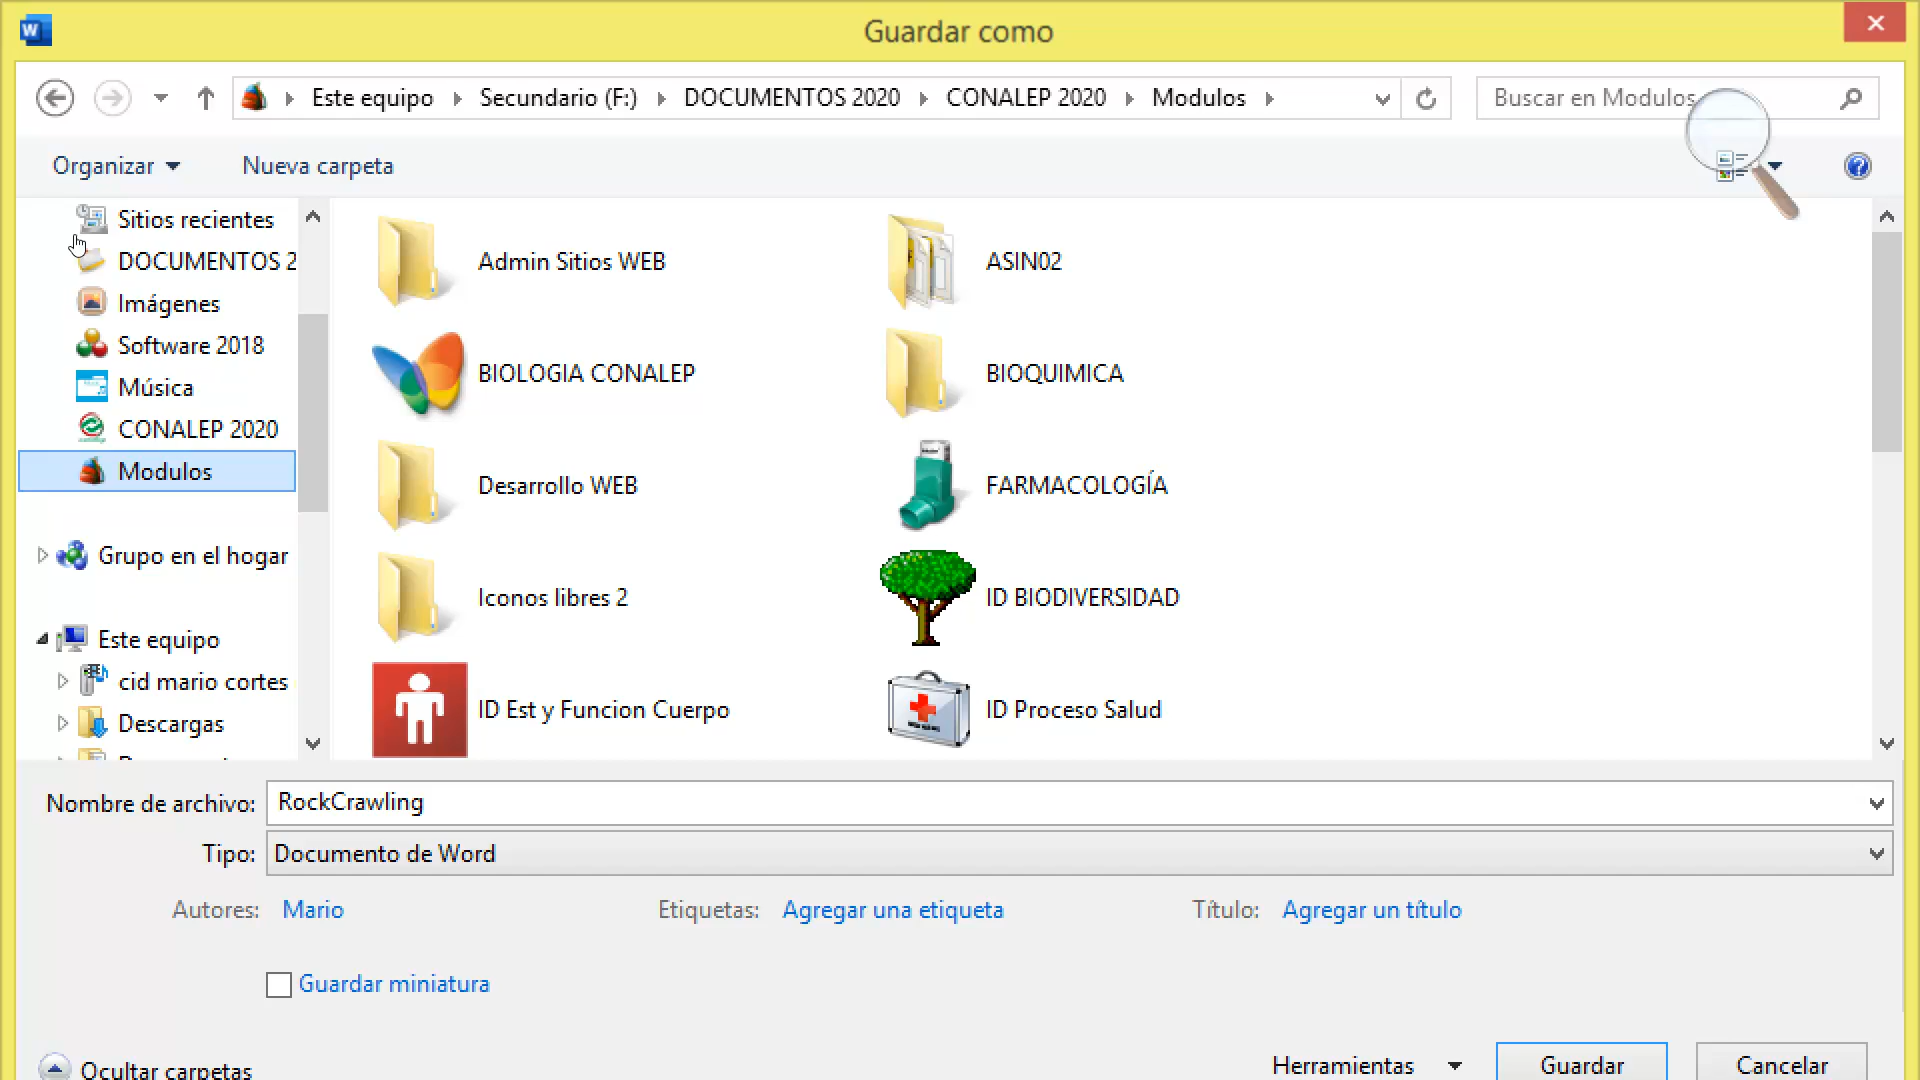 Guardar como
Este equipo
Secundario (F:)
DOCUMENTOS 2020
CONALEP 2020
Modulos
Buscar en Modulos
Organizar
Nueva carpeta
Sitios recientes
DOCUMENTOS 2
Imágenes
Software 2018
Música
CONALEP 2020
Modulos
Grupo en el hogar
Este equipo
cid mario cortes
Descargas
Admin Sitios WEB
ASIN02
BIOLOGIA CONALEP
BIOQUIMICA
Desarrollo WEB
FARMACOLOGÍA
Iconos libres 2
ID BIODIVERSIDAD
ID Est y Funcion Cuerpo
ID Proceso Salud
Nombre de archivo: RockCrawling
Tipo: Documento de Word
Autores: Mario
Etiquetas: Agregar una etiqueta
Título: Agregar un título
Guardar miniatura
Ocultar carpetas
Herramientas
Guardar
Cancelar